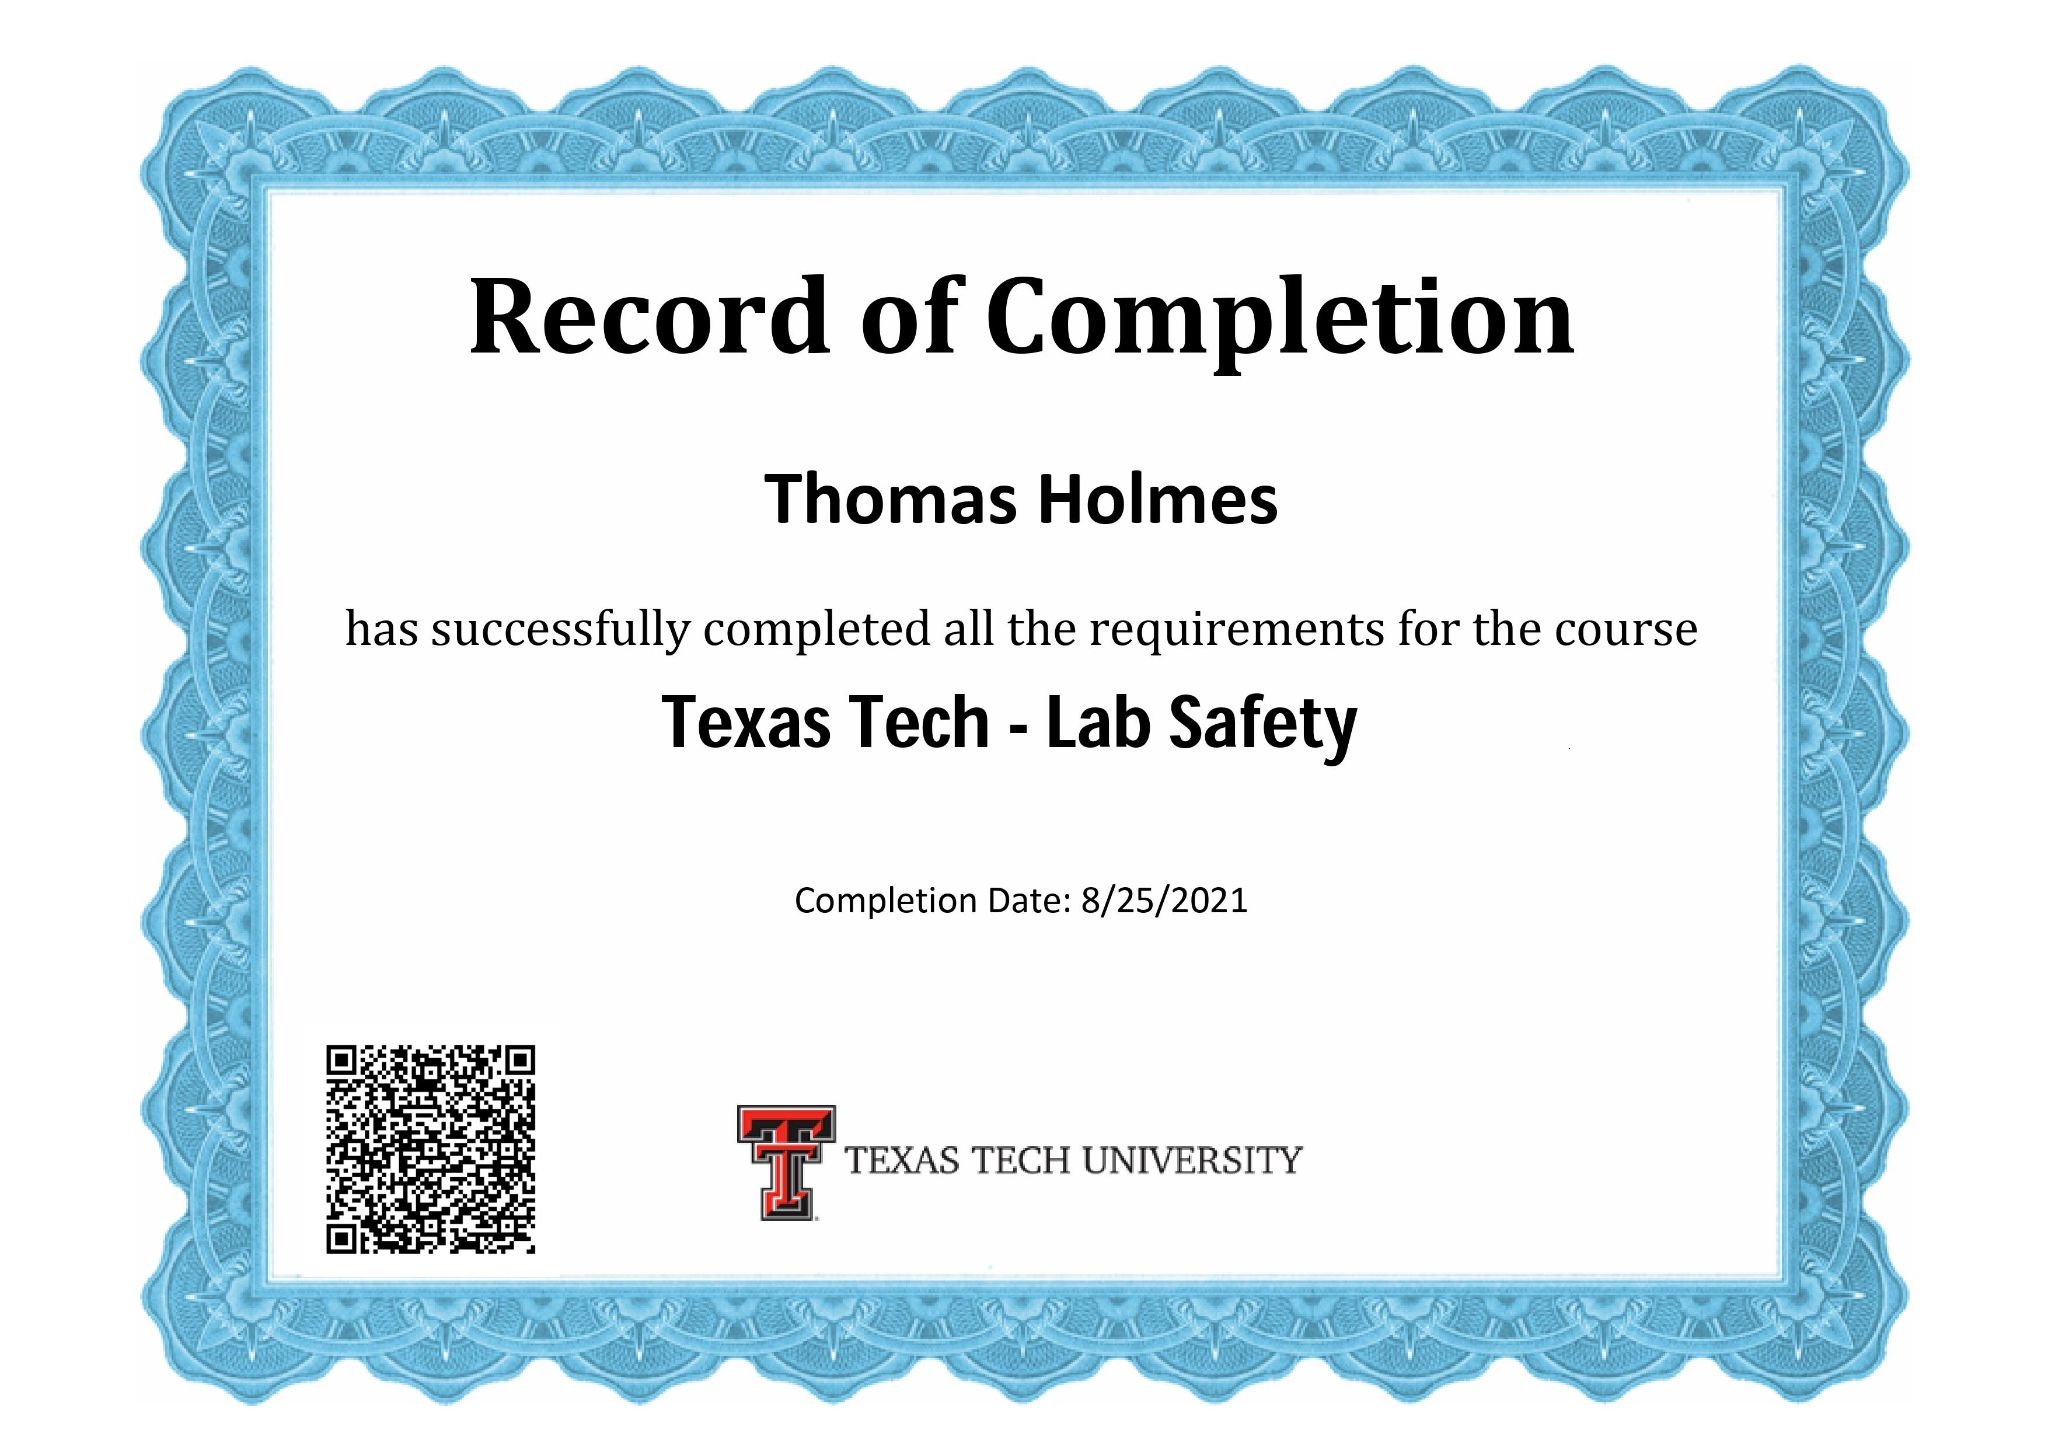 Record of Completion
Thomas Holmes
has successfully completed all the requirements for the course
Texas Tech - Lab Safety
Completion Date: 8/25/2021
TEXAS TECH UNIVERSITY